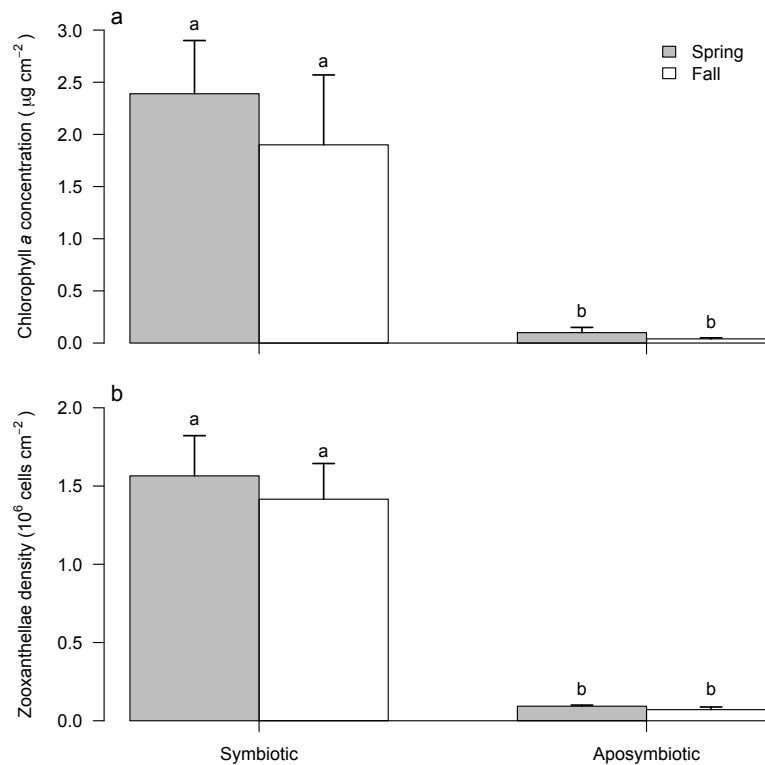 a
Chlorophyll a concentration ( μg cm−2)
3.0
2.5
2.0
1.5
1.0
0.5
0.0
a
a
b
b
Spring
Fall
b
Zooxanthellae density (10⁶ cells cm−2)
2.0
1.5
1.0
0.5
0.0
a
a
b
b
Symbiotic
Aposymbiotic